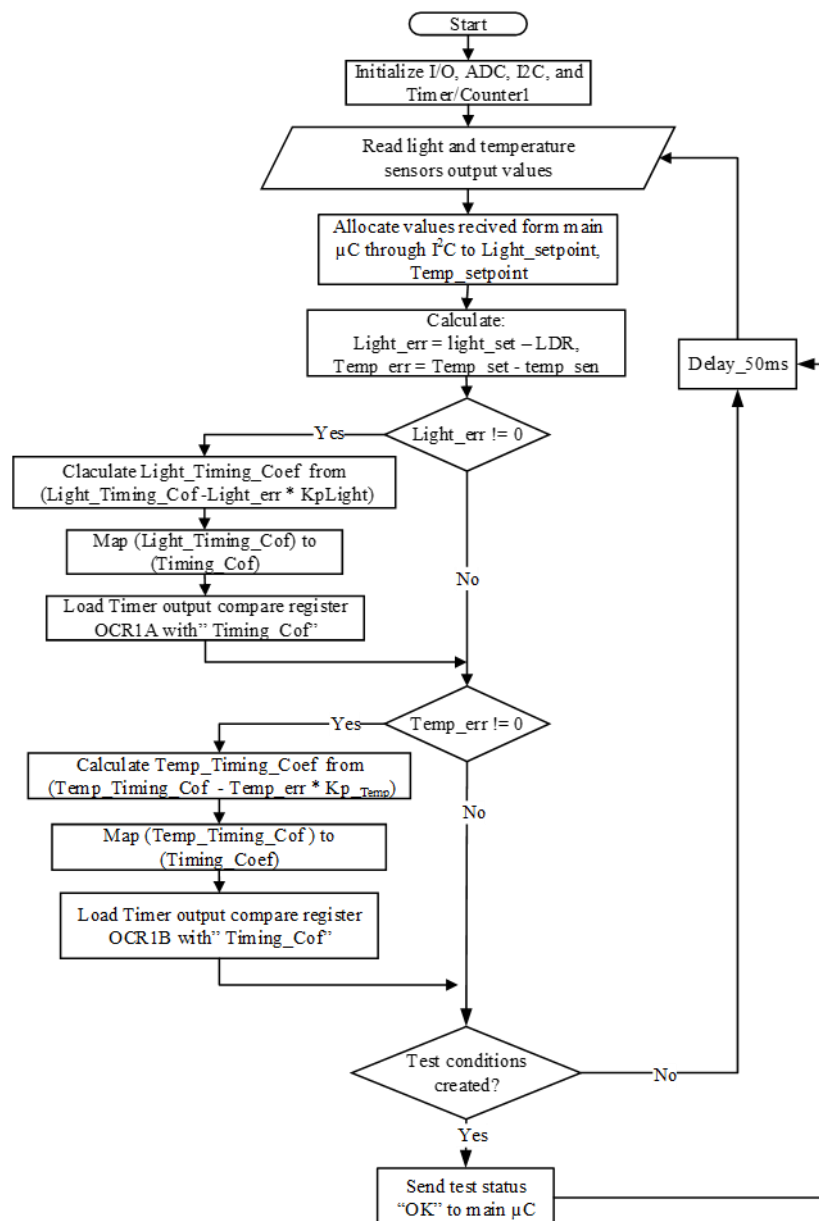 Start
Initialize I/O, ADC, I2C, and
Timer/Counter1
Read light and temperature
sensors output values
Allocate values recived form main
µC through I²C to Light_setpoint,
Temp_setpoint
Calculate:
Light_err = light_set – LDR,
Temp_err = Temp_set - temp_sen
Delay_50ms
Light_err != 0
Yes
Claculate Light_Timing_Coef from
(Light_Timing_Cof -Light_err * KpLight)
Map (Light_Timing_Cof) to
(Timing_Cof)
No
Load Timer output compare register
OCR1A with” Timing_Cof”
Temp_err != 0
Yes
Calculate Temp_Timing_Coef from
(Temp_Timing_Cof - Temp_err * Kp_Temp)
No
Map (Temp_Timing_Cof ) to
(Timing_Coef)
Load Timer output compare register
OCR1B with” Timing_Cof”
Test conditions
created?
No
Yes
Send test status
“OK” to main µC